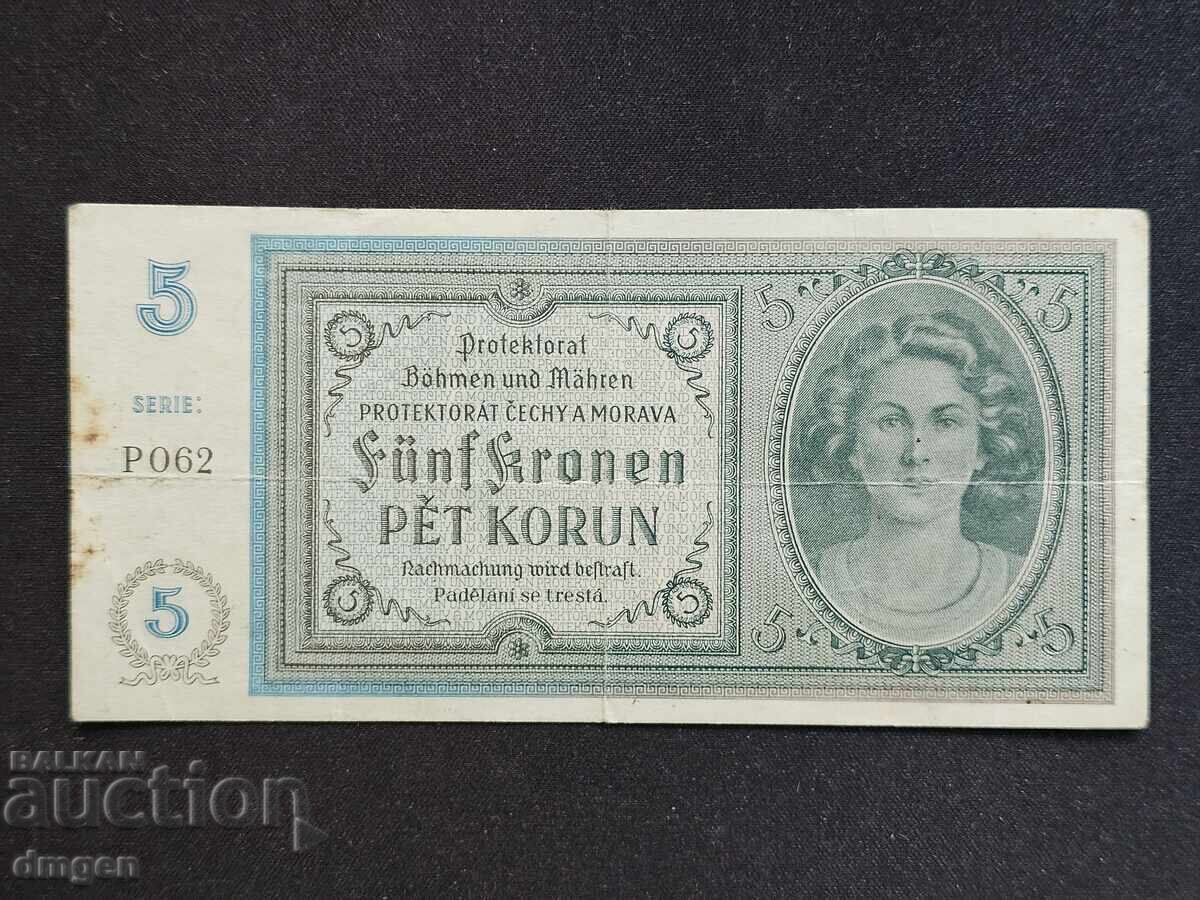 5
SERIE:
P062
5
5
5
5
5
Protektorat
Böhmen und Mähren
PROTEKTORÁT ČECHY A MORAVA
Fünf Kronen
PĚT KORUN
Nachmachung wird bestraft.
Padělání se trestá.
5
5
5
5
BALKAN
auction
dmgen